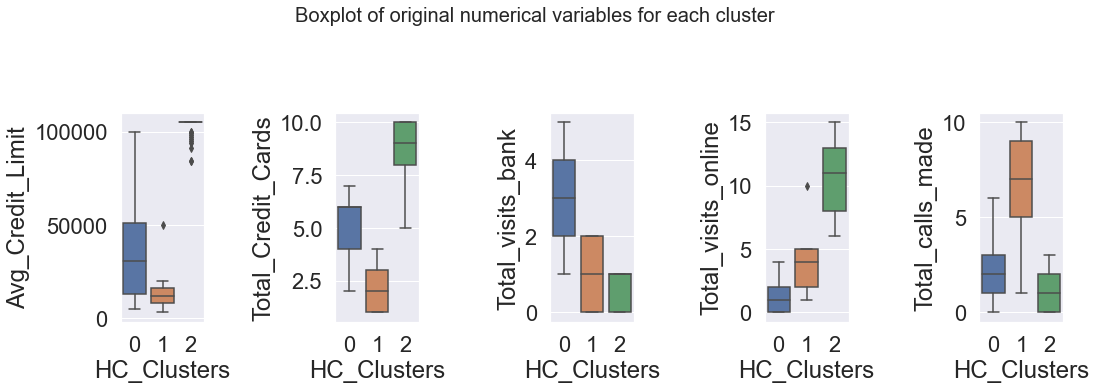 Boxplot of original numerical variables for each cluster
Avg_Credit_Limit
100000
50000
0
0 1 2
HC_Clusters
Total_Credit_Cards
10.0
7.5
5.0
2.5
0 1 2
HC_Clusters
Total_visits_bank
4
2
0
0 1 2
HC_Clusters
Total_visits_online
15
10
5
0
0 1 2
HC_Clusters
Total_calls_made
10
5
0
0 1 2
HC_Clusters